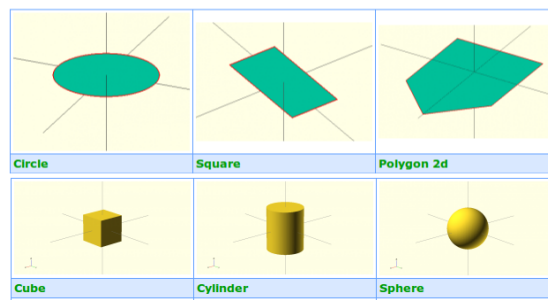 Circle
Square
Polygon 2d
Cube
Cylinder
Sphere